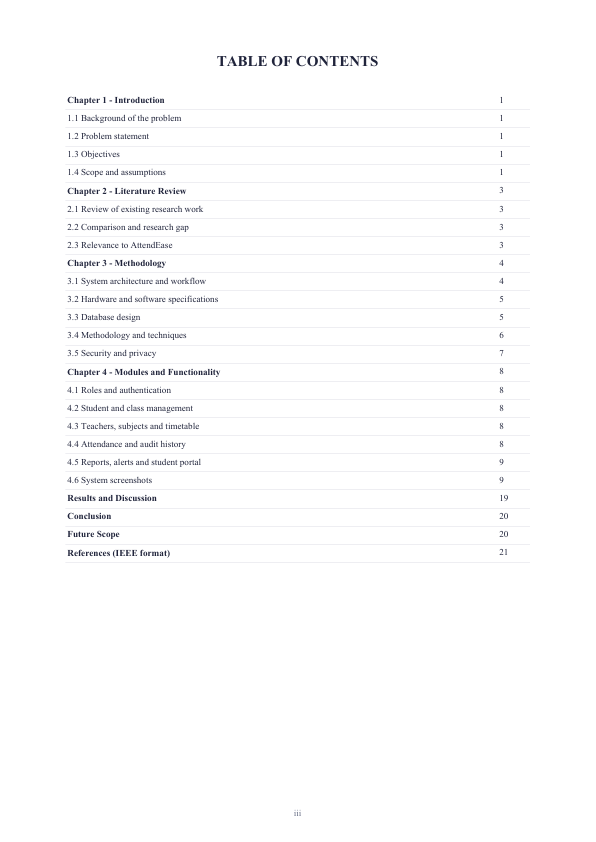 TABLE OF CONTENTS
Chapter 1 - Introduction 1
1.1 Background of the problem 1
1.2 Problem statement 1
1.3 Objectives 1
1.4 Scope and assumptions 1
Chapter 2 - Literature Review 3
2.1 Review of existing research work 3
2.2 Comparison and research gap 3
2.3 Relevance to AttendEase 3
Chapter 3 - Methodology 4
3.1 System architecture and workflow 4
3.2 Hardware and software specifications 5
3.3 Database design 5
3.4 Methodology and techniques 6
3.5 Security and privacy 7
Chapter 4 - Modules and Functionality 8
4.1 Roles and authentication 8
4.2 Student and class management 8
4.3 Teachers, subjects and timetable 8
4.4 Attendance and audit history 8
4.5 Reports, alerts and student portal 9
4.6 System screenshots 9
Results and Discussion 19
Conclusion 20
Future Scope 20
References (IEEE format) 21
iii